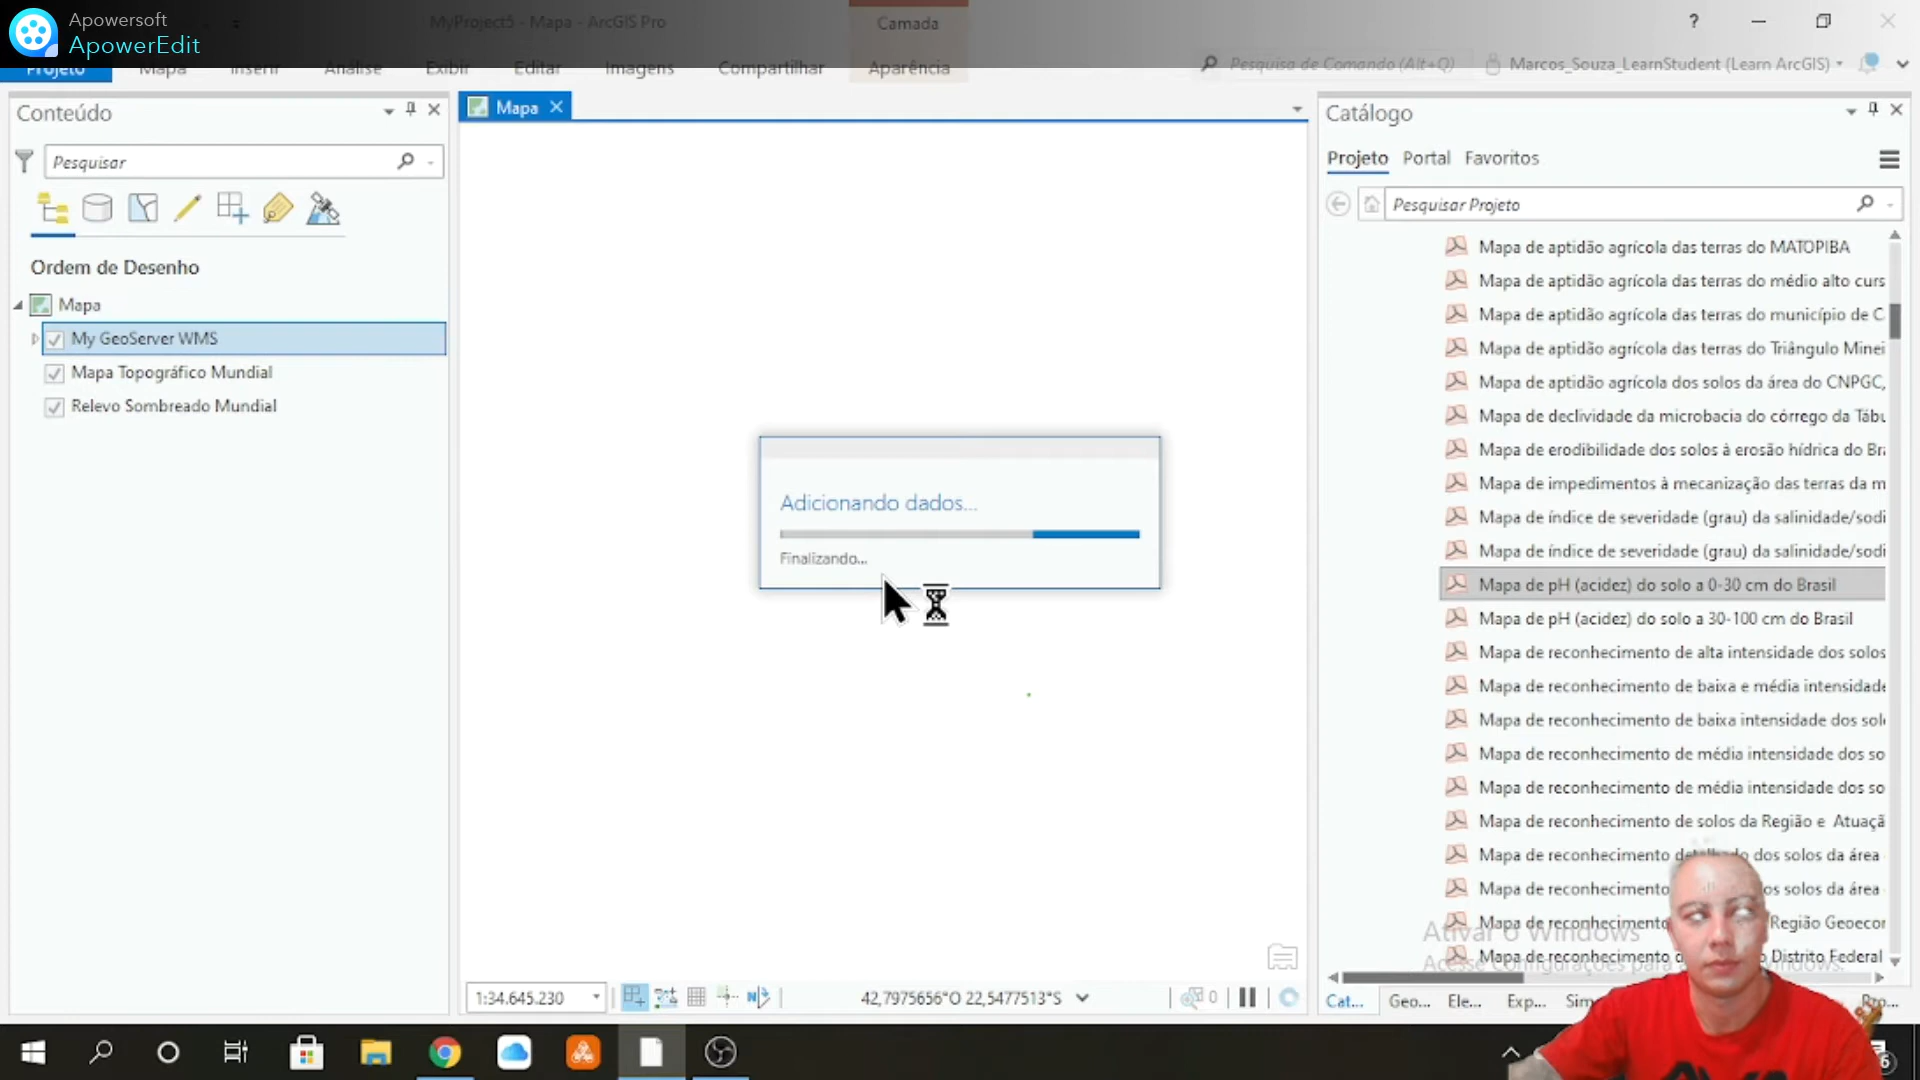 Apowersoft
ApowerEdit
MyProject5 - Mapa - ArcGIS Pro
Camada
?
Projeto
Mapa
Inserir
Análise
Exibir
Editar
Imagens
Compartilhar
Aparência
Pesquisa de Comando (Alt+Q)
Marcos_Souza_LearnStudent (Learn ArcGIS)
Conteúdo
Pesquisar
Ordem de Desenho
Mapa
My GeoServer WMS
Mapa Topográfico Mundial
Relevo Sombreado Mundial
Mapa
Adicionando dados...
Finalizando...
1:34.645.230
42,7975656°O 22,5477513°S
0
Catálogo
Projeto Portal Favoritos
Pesquisar Projeto
Mapa de aptidão agrícola das terras do MATOPIBA
Mapa de aptidão agrícola das terras do médio alto curs
Mapa de aptidão agrícola das terras do município de C
Mapa de aptidão agrícola das terras do Triângulo Minei
Mapa de aptidão agrícola dos solos da área do CNPGC,
Mapa de declividade da microbacia do córrego da Tábu
Mapa de erodibilidade dos solos à erosão hídrica do Br
Mapa de impedimentos à mecanização das terras da m
Mapa de índice de severidade (grau) da salinidade/sodi
Mapa de índice de severidade (grau) da salinidade/sodi
Mapa de pH (acidez) do solo a 0-30 cm do Brasil
Mapa de pH (acidez) do solo a 30-100 cm do Brasil
Mapa de reconhecimento de alta intensidade dos solos
Mapa de reconhecimento de baixa e média intensidade
Mapa de reconhecimento de baixa intensidade dos sol
Mapa de reconhecimento de média intensidade dos so
Mapa de reconhecimento de média intensidade dos so
Mapa de reconhecimento de solos da Região e Atuaçã
Mapa de reconhecimento dos solos da área
Mapa de reconhecimento os solos da área
Mapa de reconhecimento Região Geoecor
Mapa de reconhecimento Distrito Federal
Ativar o Windows
Acesse Configurações para Windows.
Cat... Geo... Ele... Exp... Sim Pro...
6